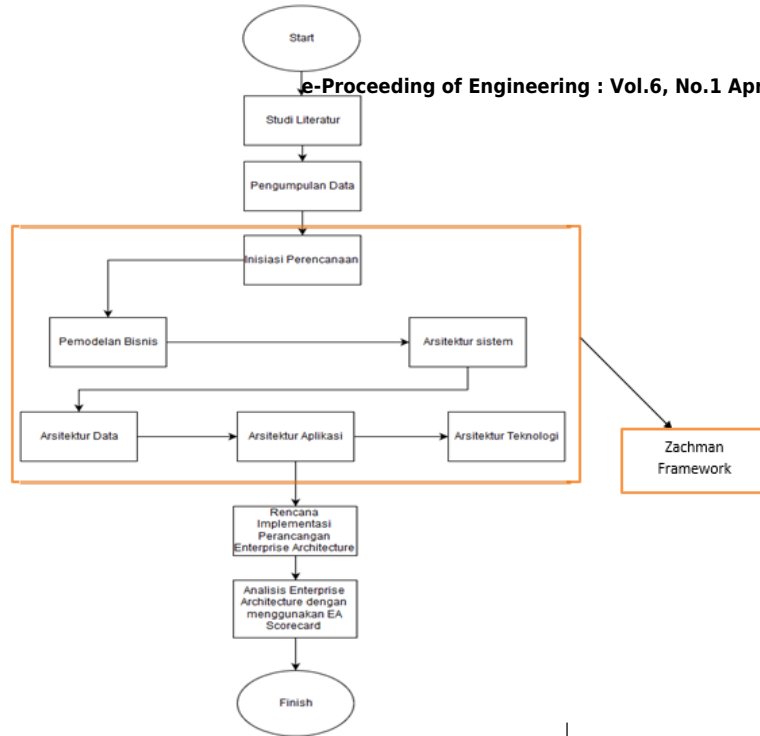 Start
e-Proceeding of Engineering : Vol.6, No.1 Apr
Studi Literatur
Pengumpulan Data
Inisiasi Perencanaan
Pemodelan Bisnis
Arsitektur sistem
Arsitektur Data
Arsitektur Aplikasi
Arsitektur Teknologi
Zachman
Framework
Rencana
Implementasi
Perancangan
Enterprise Architecture
Analisis Enterprise
Architecture dengan
menggunakan EA
Scorecard
Finish